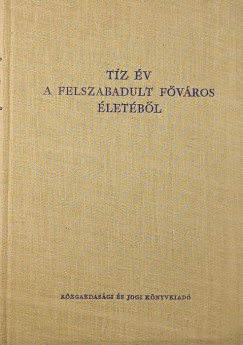 TÍZ ÉV
A FELSZABADULT FŐVÁROS
ÉLETÉBŐL
KÖZGAZDASÁGI ÉS JOGI KÖNYVKIADÓ